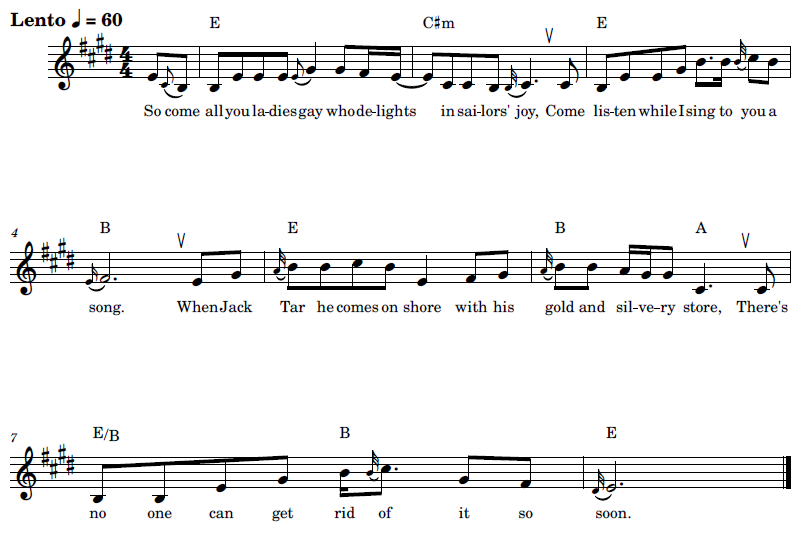 Lento ♩ = 60
E C♯m E
So come all you la-dies gay who de-lights in sai-lors' joy, Come lis-ten while I sing to you a
4
B E B A
song. When Jack Tar he comes on shore with his gold and sil-ve-ry store, There's
7
E/B B E
no one can get rid of it so soon.